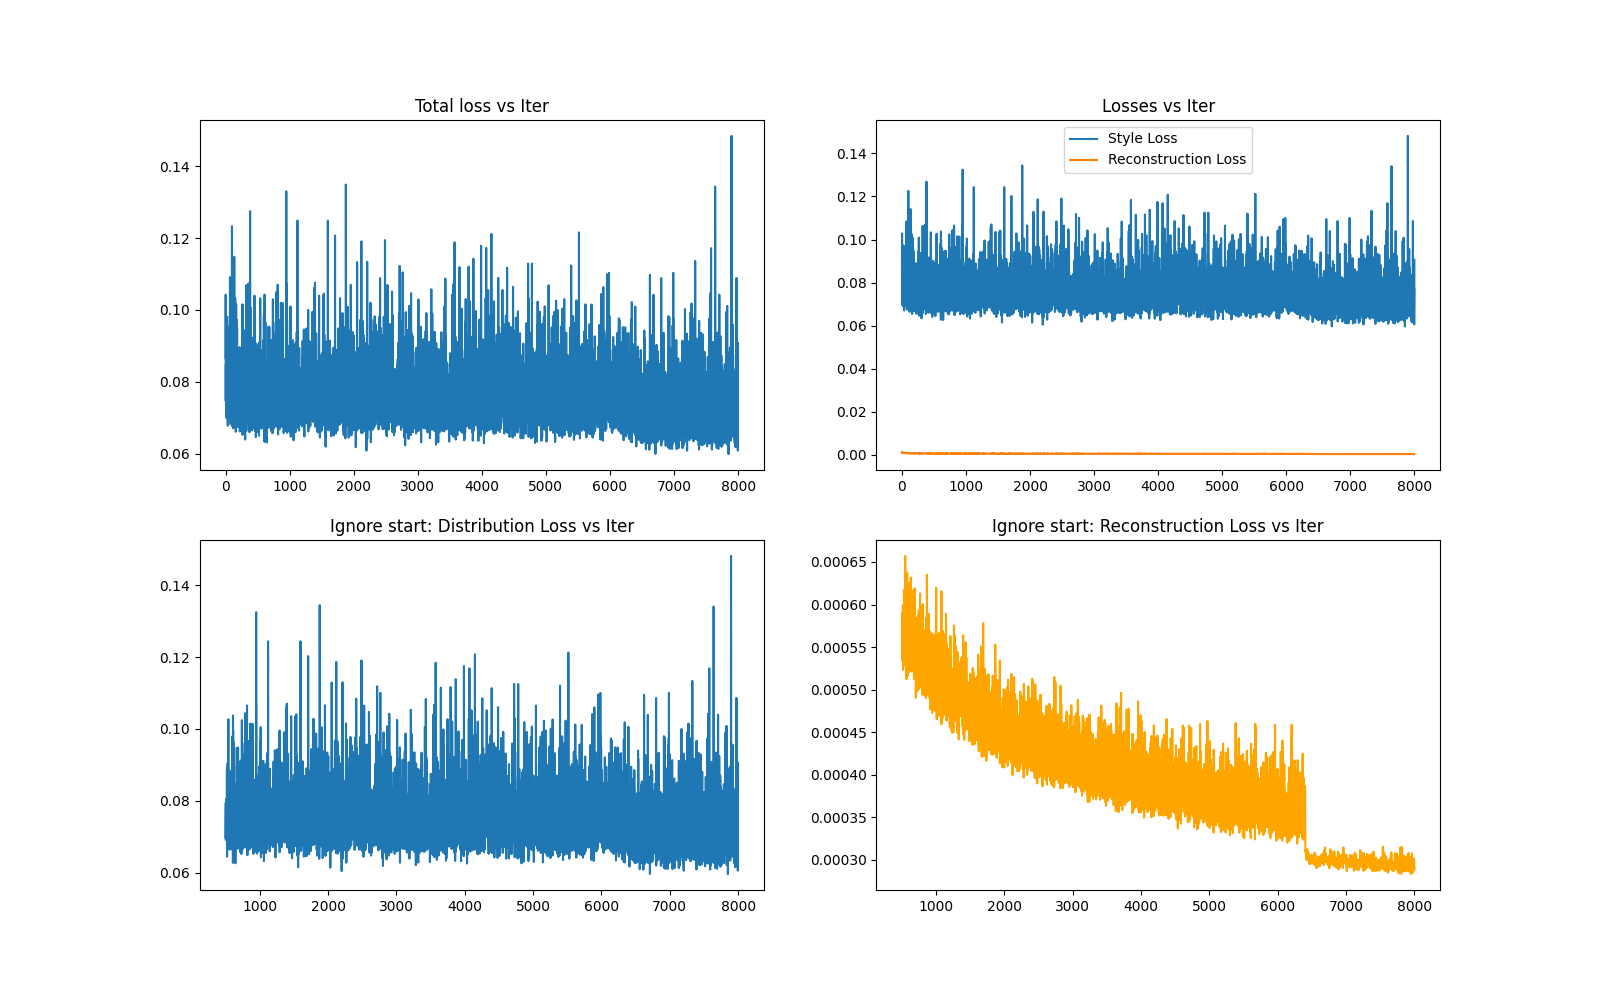 Total loss vs Iter
0.14
0.12
0.10
0.08
0.06
0 1000 2000 3000 4000 5000 6000 7000 8000
Losses vs Iter
Style Loss
Reconstruction Loss
0.14
0.12
0.10
0.08
0.06
0.04
0.02
0.00
0 1000 2000 3000 4000 5000 6000 7000 8000
Ignore start: Distribution Loss vs Iter
0.14
0.12
0.10
0.08
0.06
1000 2000 3000 4000 5000 6000 7000 8000
Ignore start: Reconstruction Loss vs Iter
0.00065
0.00060
0.00055
0.00050
0.00045
0.00040
0.00035
0.00030
1000 2000 3000 4000 5000 6000 7000 8000